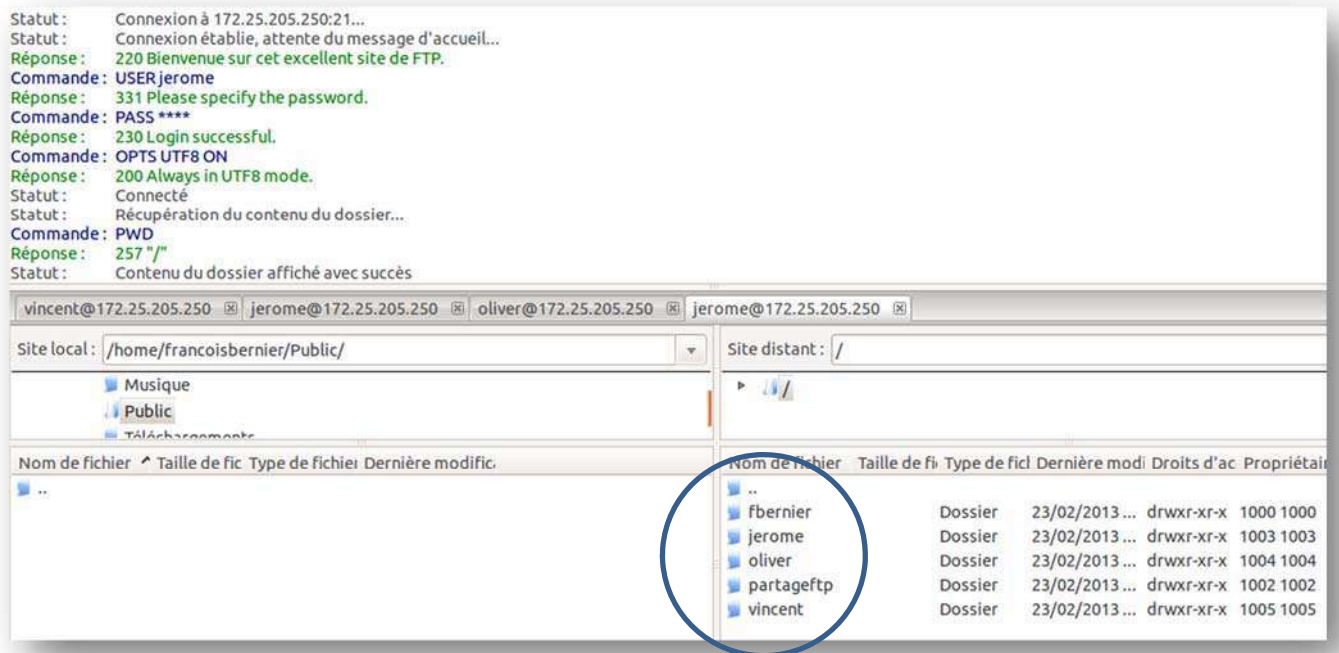 Statut : Connexion à 172.25.205.250:21...
Statut : Connexion établie, attente du message d'accueil...
Réponse : 220 Bienvenue sur cet excellent site de FTP.
Commande : USER jerome
Réponse : 331 Please specify the password.
Commande : PASS ****
Réponse : 230 Login successful.
Commande : OPTS UTF8 ON
Réponse : 200 Always in UTF8 mode.
Statut : Connecté
Statut : Récupération du contenu du dossier...
Commande : PWD
Réponse : 257 "/"
Statut : Contenu du dossier affiché avec succès
vincent@172.25.205.250 jerome@172.25.205.250 oliver@172.25.205.250 jerome@172.25.205.250
Site local : /home/francoisbernier/Public/
Musique
Public
Téléchargements
Nom de fichier Taille de fic Type de fichier Dernière modific
..
Site distant : /
/
Nom de fichier Taille de fi Type de fich Dernière modi Droits d'ac Propriétair
..
fbernier Dossier 23/02/2013 ... drwxr-xr-x 1000 1000
jerome Dossier 23/02/2013 ... drwxr-xr-x 1003 1003
oliver Dossier 23/02/2013 ... drwxr-xr-x 1004 1004
partageftp Dossier 23/02/2013 ... drwxr-xr-x 1002 1002
vincent Dossier 23/02/2013 ... drwxr-xr-x 1005 1005